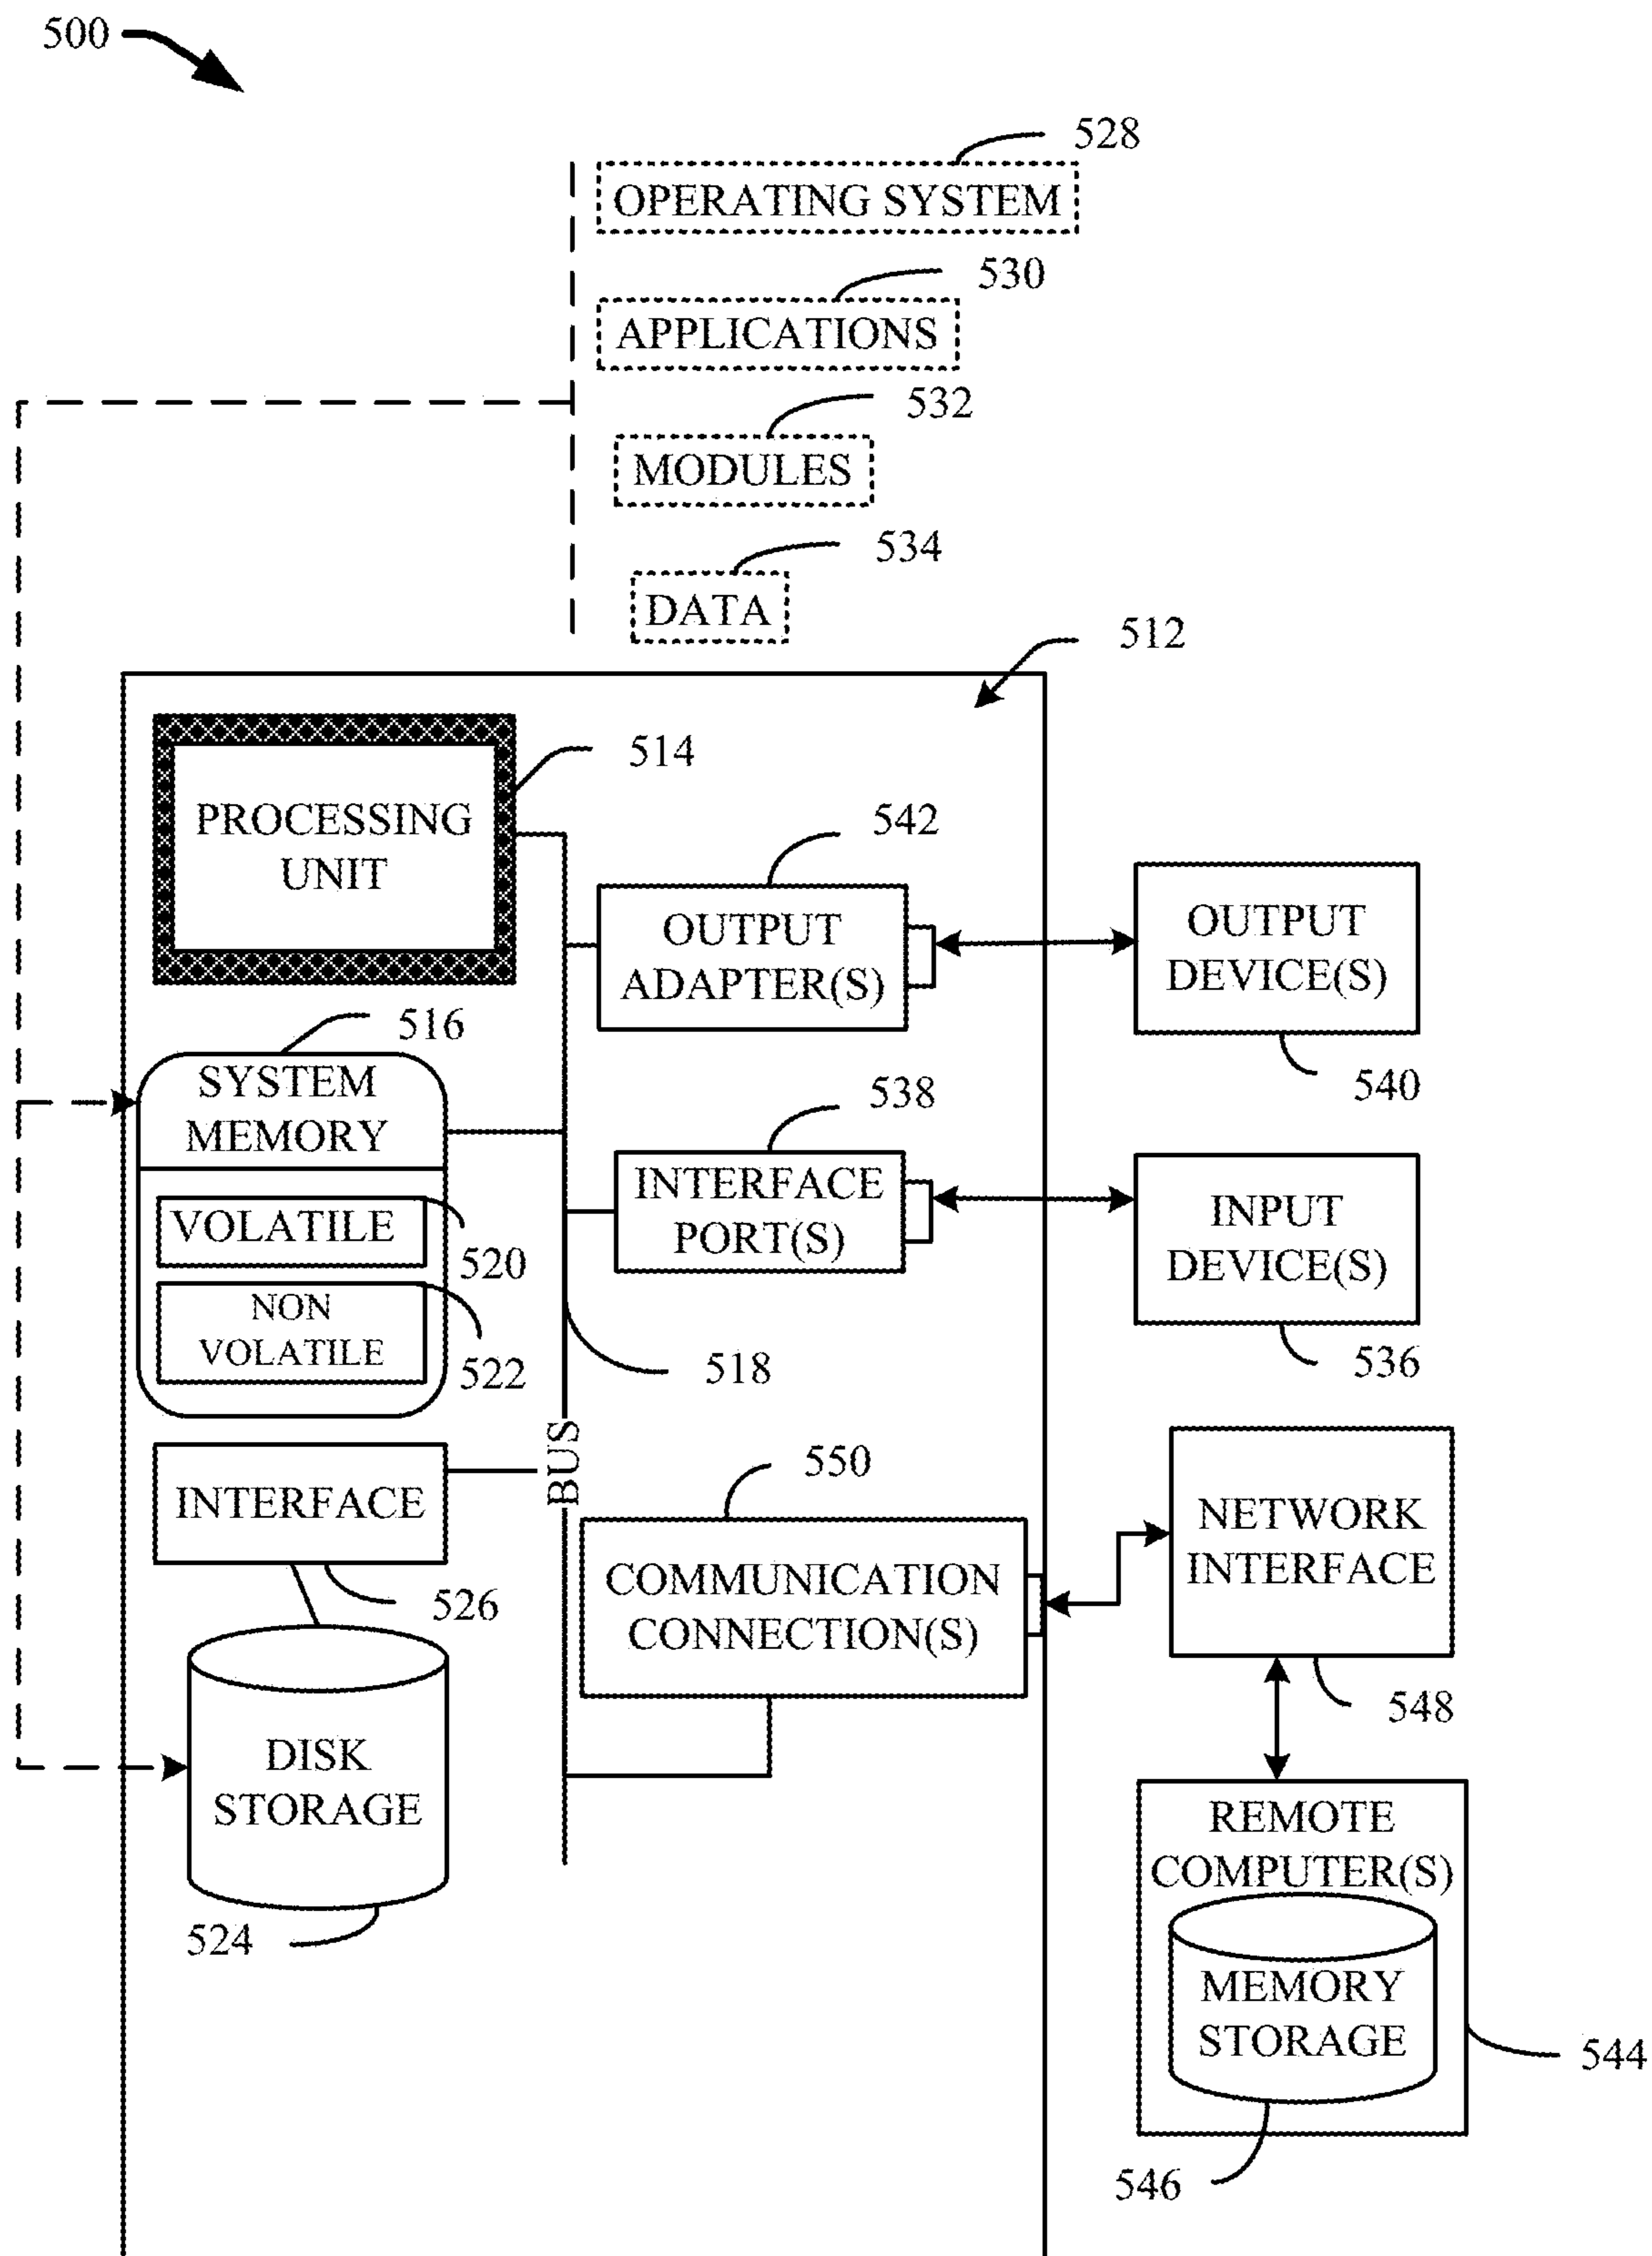 500
528
OPERATING SYSTEM
530
APPLICATIONS
532
MODULES
534
DATA
512
514
PROCESSING
UNIT
542
OUTPUT
ADAPTER(S)
OUTPUT
DEVICE(S)
540
516
SYSTEM
MEMORY
538
INTERFACE
PORT(S)
INPUT
DEVICE(S)
536
VOLATILE
520
NON
VOLATILE
522
518
BUS
INTERFACE
526
550
COMMUNICATION
CONNECTION(S)
NETWORK
INTERFACE
548
DISK
STORAGE
524
REMOTE
COMPUTER(S)
MEMORY
STORAGE
544
546